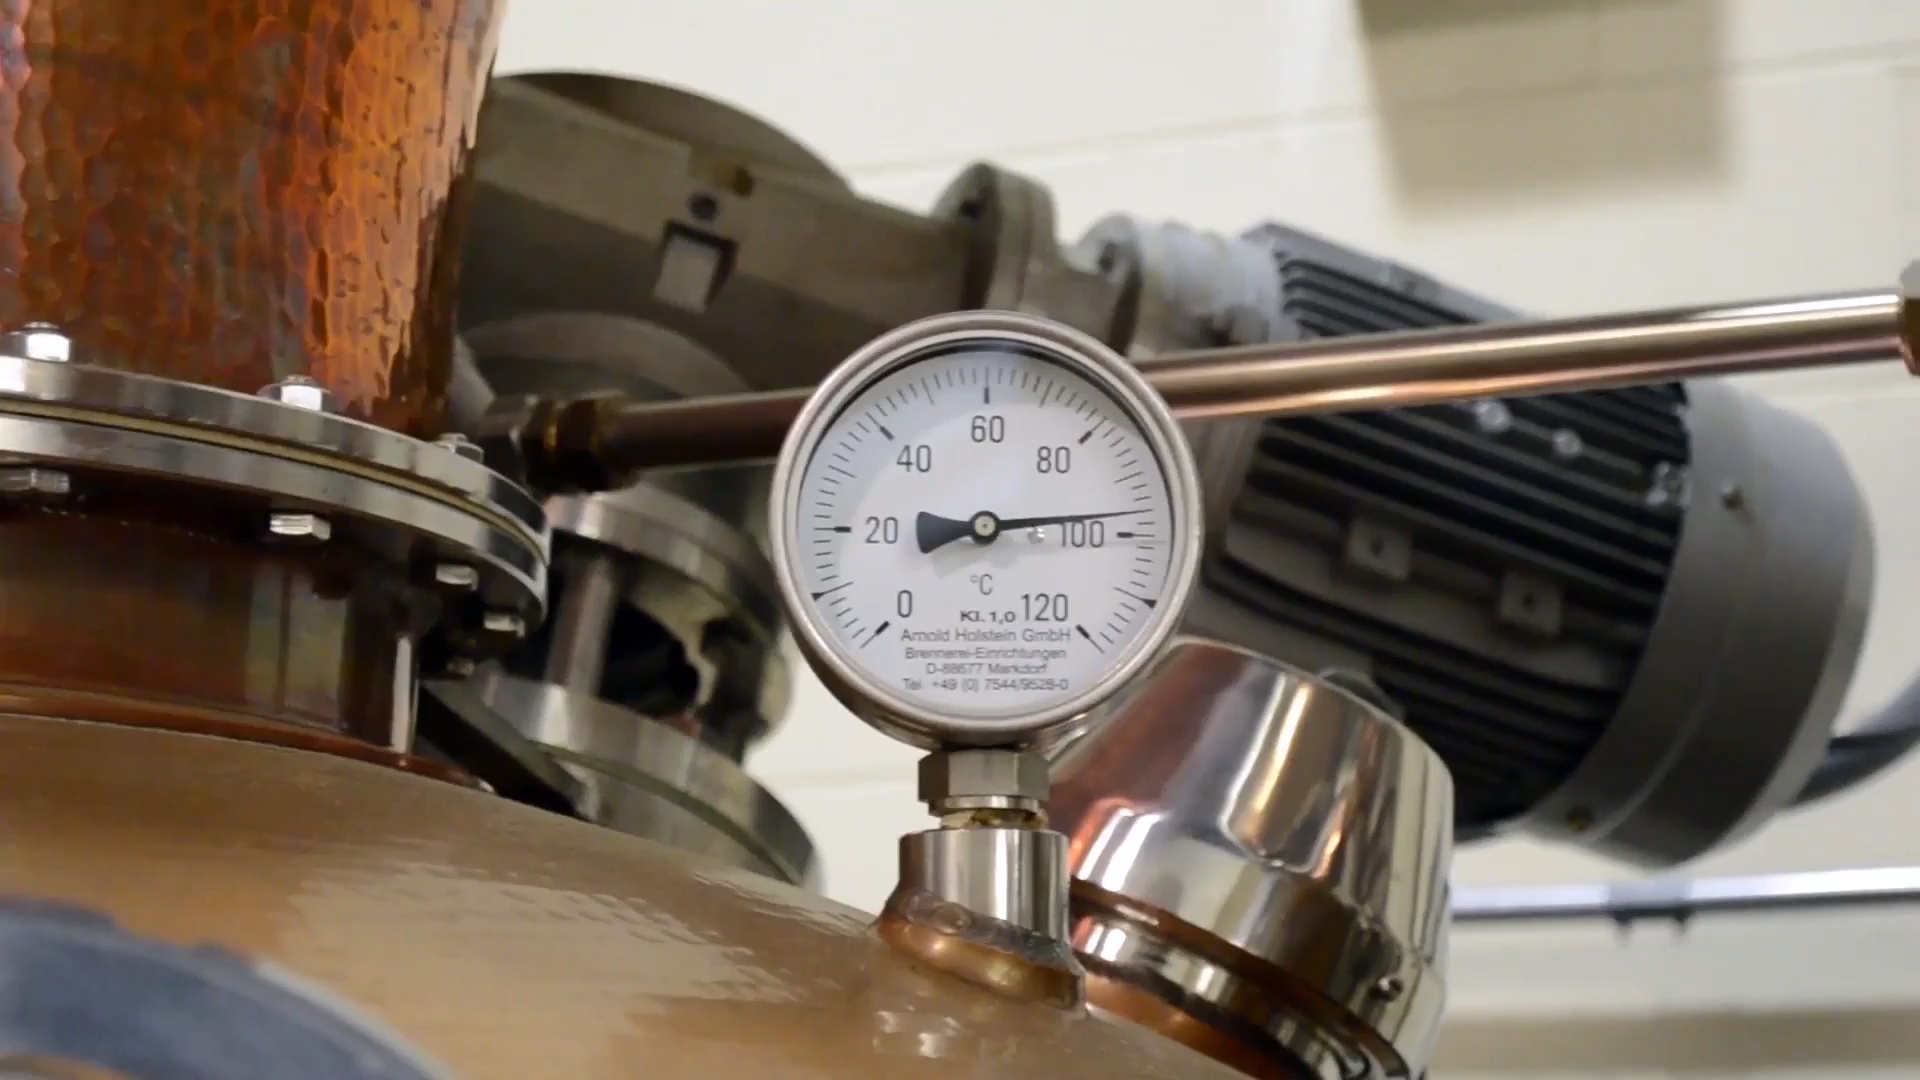 60
40 80
20 100
°C
0 Kl. 1,0 120
Arnold Holstein GmbH
Brennerei-Einrichtungen
D-88677 Markdorf
Tel. +49 (0) 7544/9528-0